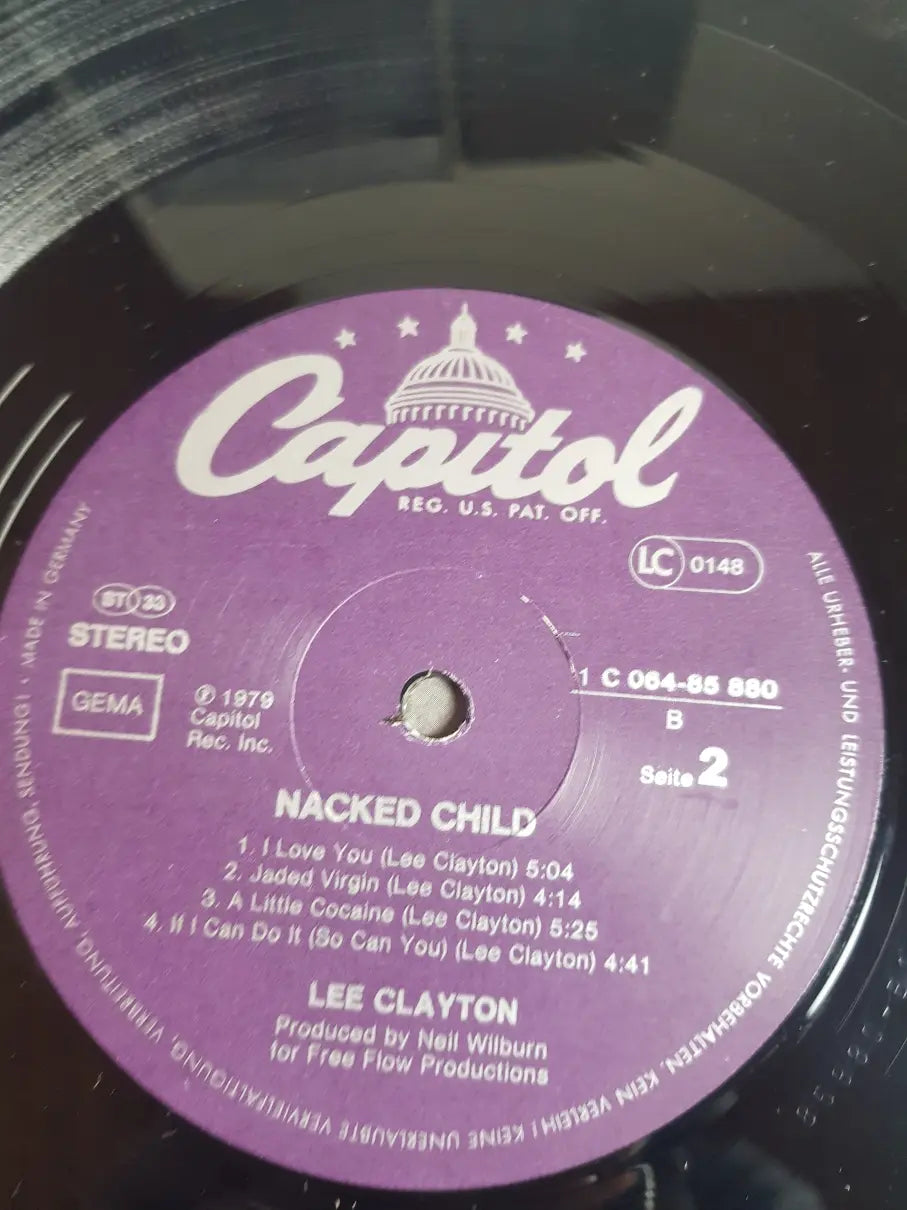 Capitol
REG. U.S. PAT. OFF.
LC 0148
ST 33
STEREO
GEMA
℗ 1979
Capitol
Rec. Inc.
1 C 064-85 880
B
Seite 2
NACKED CHILD
1. I Love You (Lee Clayton) 5:04
2. Jaded Virgin (Lee Clayton) 4:14
3. A Little Cocaine (Lee Clayton) 5:25
4. If I Can Do It (So Can You) (Lee Clayton) 4:41
LEE CLAYTON
Produced by Neil Wilburn
for Free Flow Productions
ALLE URHEBER- UND LEISTUNGSSCHUTZRECHTE VORBEHALTEN. KEIN VERLEIH! KEINE UNERLAUBTE VERVIELFÄLTIGUNG, VERBREITUNG, AUFFÜHRUNG, SENDUNG! • MADE IN GERMANY